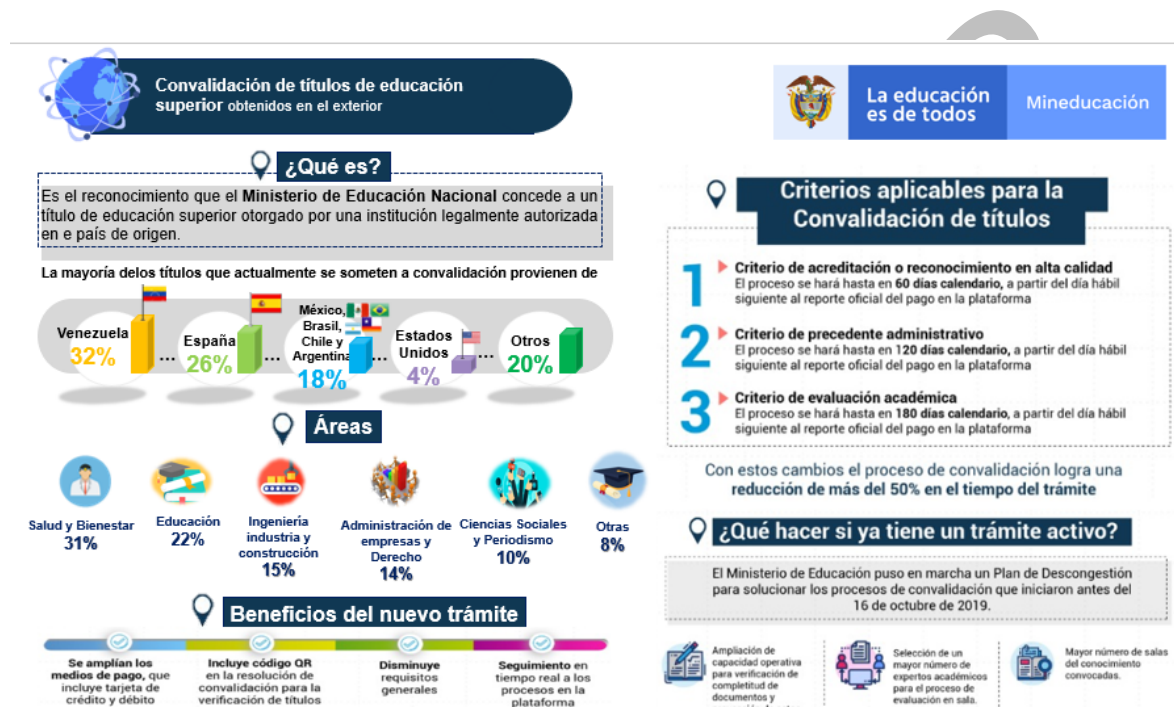 Convalidación de títulos de educación
superior obtenidos en el exterior
¿Qué es?
Es el reconocimiento que el Ministerio de Educación Nacional concede a un
título de educación superior otorgado por una institución legalmente autorizada
en e país de origen.
La mayoría delos títulos que actualmente se someten a convalidación provienen de
Venezuela
32%
...
España
26%
...
México,
Brasil,
Chile y
Argentina
18%
...
Estados
Unidos
4%
...
Otros
20%
Áreas
Salud y Bienestar
31%
Educación
22%
Ingeniería
industria y
construcción
15%
Administración de
empresas y
Derecho
14%
Ciencias Sociales
y Periodismo
10%
Otras
8%
Beneficios del nuevo trámite
Se amplían los
medios de pago, que
incluye tarjeta de
crédito y débito
Incluye código QR
en la resolución de
convalidación para la
verificación de títulos
Disminuye
requisitos
generales
Seguimiento en
tiempo real a los
procesos en la
plataforma
La educación
es de todos
Mineducación
Criterios aplicables para la
Convalidación de títulos
1
Criterio de acreditación o reconocimiento en alta calidad
El proceso se hará hasta en 60 días calendario, a partir del día hábil
siguiente al reporte oficial del pago en la plataforma
2
Criterio de precedente administrativo
El proceso se hará hasta en 120 días calendario, a partir del día hábil
siguiente al reporte oficial del pago en la plataforma
3
Criterio de evaluación académica
El proceso se hará hasta en 180 días calendario, a partir del día hábil
siguiente al reporte oficial del pago en la plataforma
Con estos cambios el proceso de convalidación logra una
reducción de más del 50% en el tiempo del trámite
¿Qué hacer si ya tiene un trámite activo?
El Ministerio de Educación puso en marcha un Plan de Descongestión
para solucionar los procesos de convalidación que iniciaron antes del
16 de octubre de 2019.
Ampliación de
capacidad operativa
para verificación de
completitud de
documentos y
Selección de un
mayor número de
expertos académicos
para el proceso de
evaluación en sala.
Mayor número de salas
del conocimiento
convocadas.